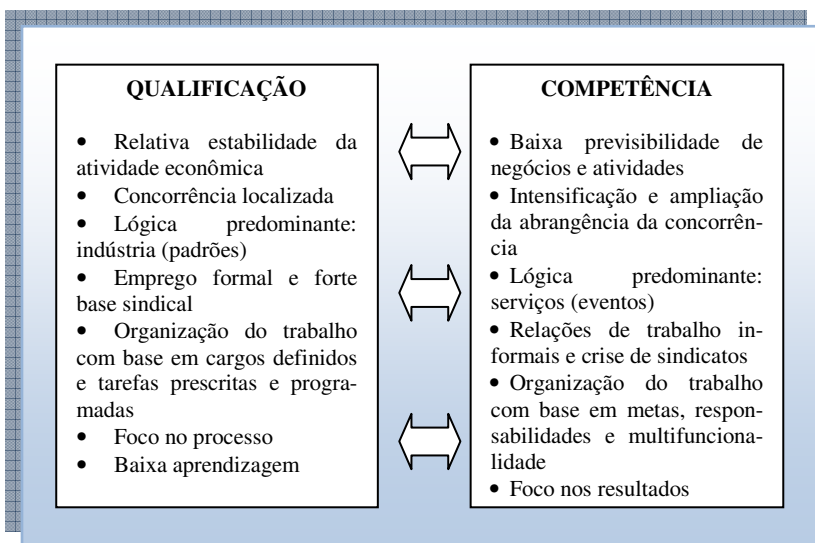 QUALIFICAÇÃO
• Relativa estabilidade da
atividade econômica
• Concorrência localizada
• Lógica predominante:
indústria (padrões)
• Emprego formal e forte
base sindical
• Organização do trabalho
com base em cargos definidos
e tarefas prescritas e progra-
madas
• Foco no processo
• Baixa aprendizagem
COMPETÊNCIA
• Baixa previsibilidade de
negócios e atividades
• Intensificação e ampliação
da abrangência da concorrên-
cia
• Lógica predominante:
serviços (eventos)
• Relações de trabalho in-
formais e crise de sindicatos
• Organização do trabalho
com base em metas, respon-
sabilidades e multifunciona-
lidade
• Foco nos resultados